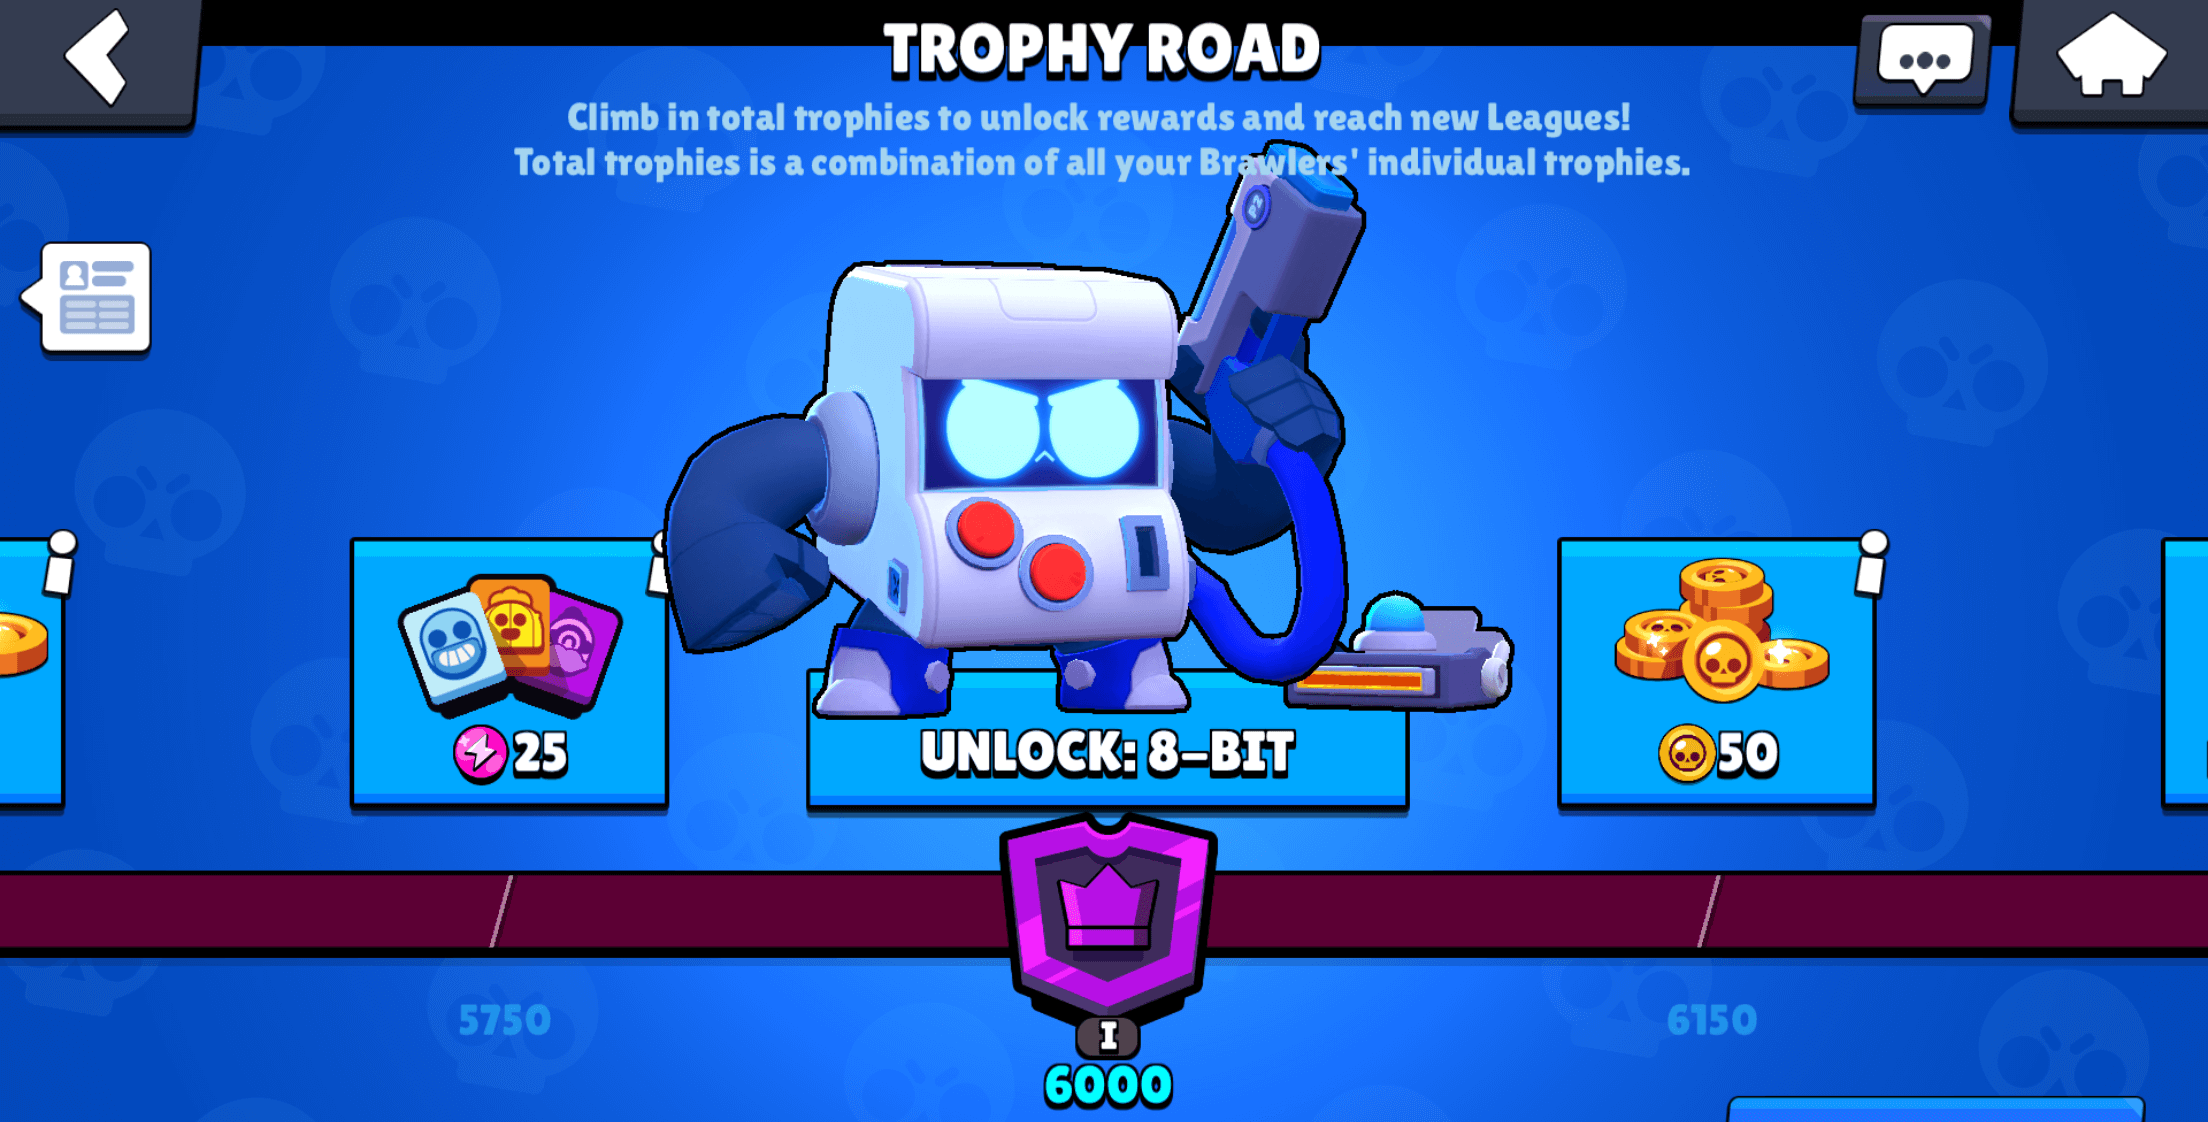 TROPHY ROAD
Climb in total trophies to unlock rewards and reach new Leagues!
Total trophies is a combination of all your Brawlers' individual trophies.
P2
25
UNLOCK: 8-BIT
50
5750
I
6000
6150